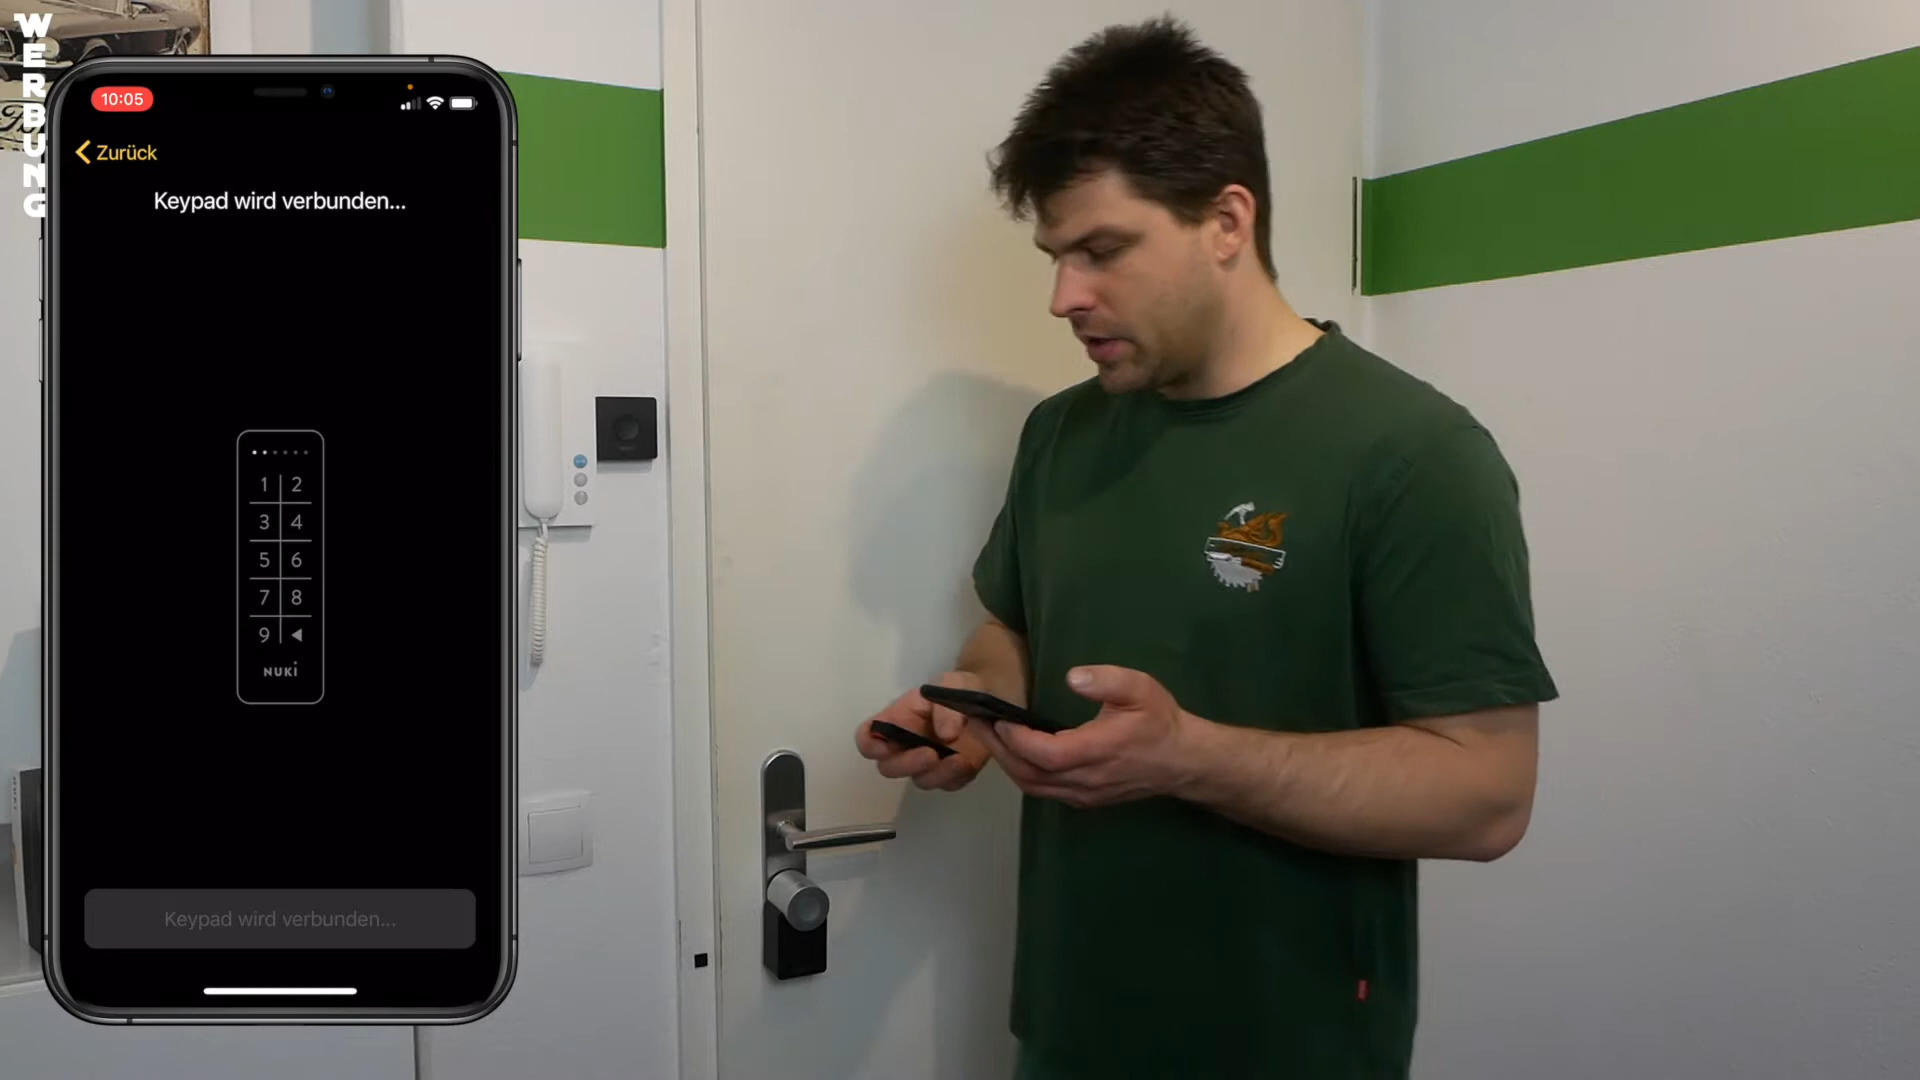 WERBUNG
10:05
Zurück
Keypad wird verbunden...
1 2
3 4
5 6
7 8
9
NUKI
Keypad wird verbunden...